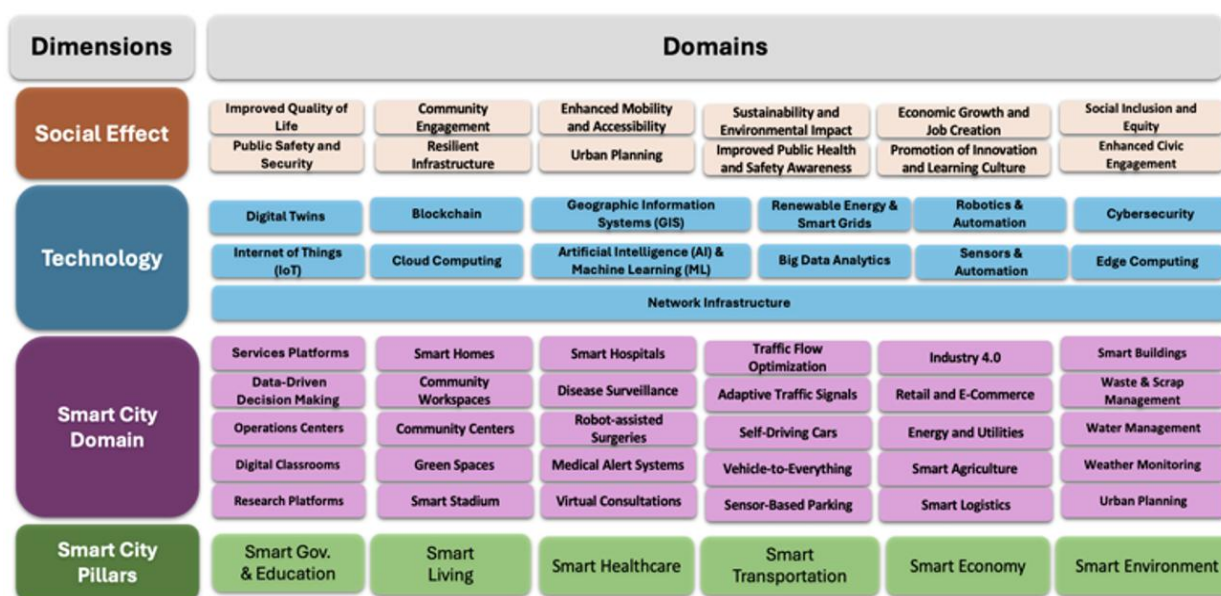 Dimensions
Domains
Social Effect
Improved Quality of
Life
Community
Engagement
Enhanced Mobility
and Accessibility
Sustainability and
Environmental Impact
Economic Growth and
Job Creation
Social Inclusion and
Equity
Public Safety and
Security
Resilient
Infrastructure
Urban Planning
Improved Public Health
and Safety Awareness
Promotion of Innovation
and Learning Culture
Enhanced Civic
Engagement
Technology
Digital Twins
Blockchain
Geographic Information
Systems (GIS)
Renewable Energy &
Smart Grids
Robotics &
Automation
Cybersecurity
Internet of Things
(IoT)
Cloud Computing
Artificial Intelligence (AI) &
Machine Learning (ML)
Big Data Analytics
Sensors &
Automation
Edge Computing
Network Infrastructure
Smart City
Domain
Services Platforms
Smart Homes
Smart Hospitals
Traffic Flow
Optimization
Industry 4.0
Smart Buildings
Data-Driven
Decision Making
Community
Workspaces
Disease Surveillance
Adaptive Traffic Signals
Retail and E-Commerce
Waste & Scrap
Management
Operations Centers
Community Centers
Robot-assisted
Surgeries
Self-Driving Cars
Energy and Utilities
Water Management
Digital Classrooms
Green Spaces
Medical Alert Systems
Vehicle-to-Everything
Smart Agriculture
Weather Monitoring
Research Platforms
Smart Stadium
Virtual Consultations
Sensor-Based Parking
Smart Logistics
Urban Planning
Smart City
Pillars
Smart Gov.
& Education
Smart
Living
Smart Healthcare
Smart
Transportation
Smart Economy
Smart Environment